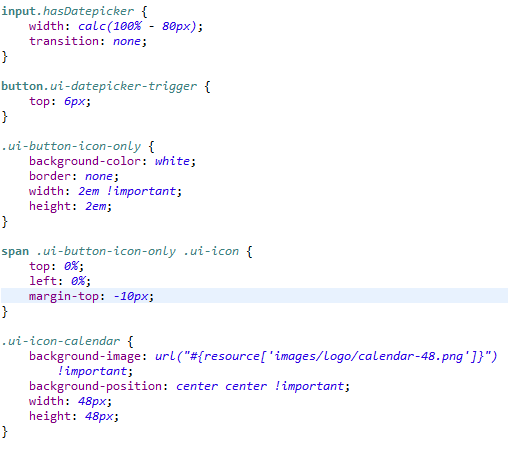 input.hasDatepicker {
    width: calc(100% - 80px);
    transition: none;
}

button.ui-datepicker-trigger {
    top: 6px;
}

.ui-button-icon-only {
    background-color: white;
    border: none;
    width: 2em !important;
    height: 2em;
}

span .ui-button-icon-only .ui-icon {
    top: 0%;
    left: 0%;
    margin-top: -10px;
}

.ui-icon-calendar {
    background-image: url("#{resource['images/logo/calendar-48.png']}")
        !important;
    background-position: center center !important;
    width: 48px;
    height: 48px;
}